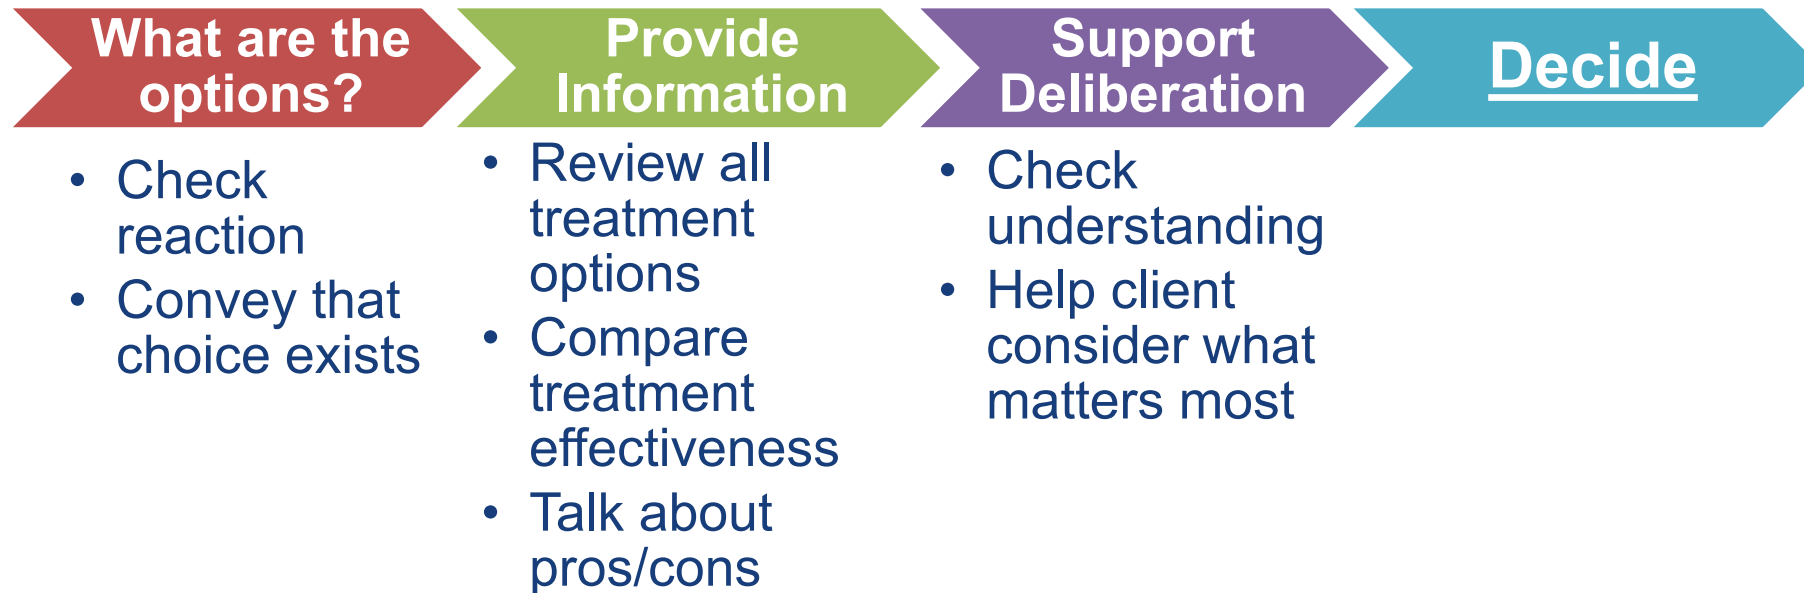 What are the
options?
• Check
reaction
• Convey that
choice exists
Provide
Information
• Review all
treatment
options
• Compare
treatment
effectiveness
• Talk about
pros/cons
Support
Deliberation
• Check
understanding
• Help client
consider what
matters most
Decide